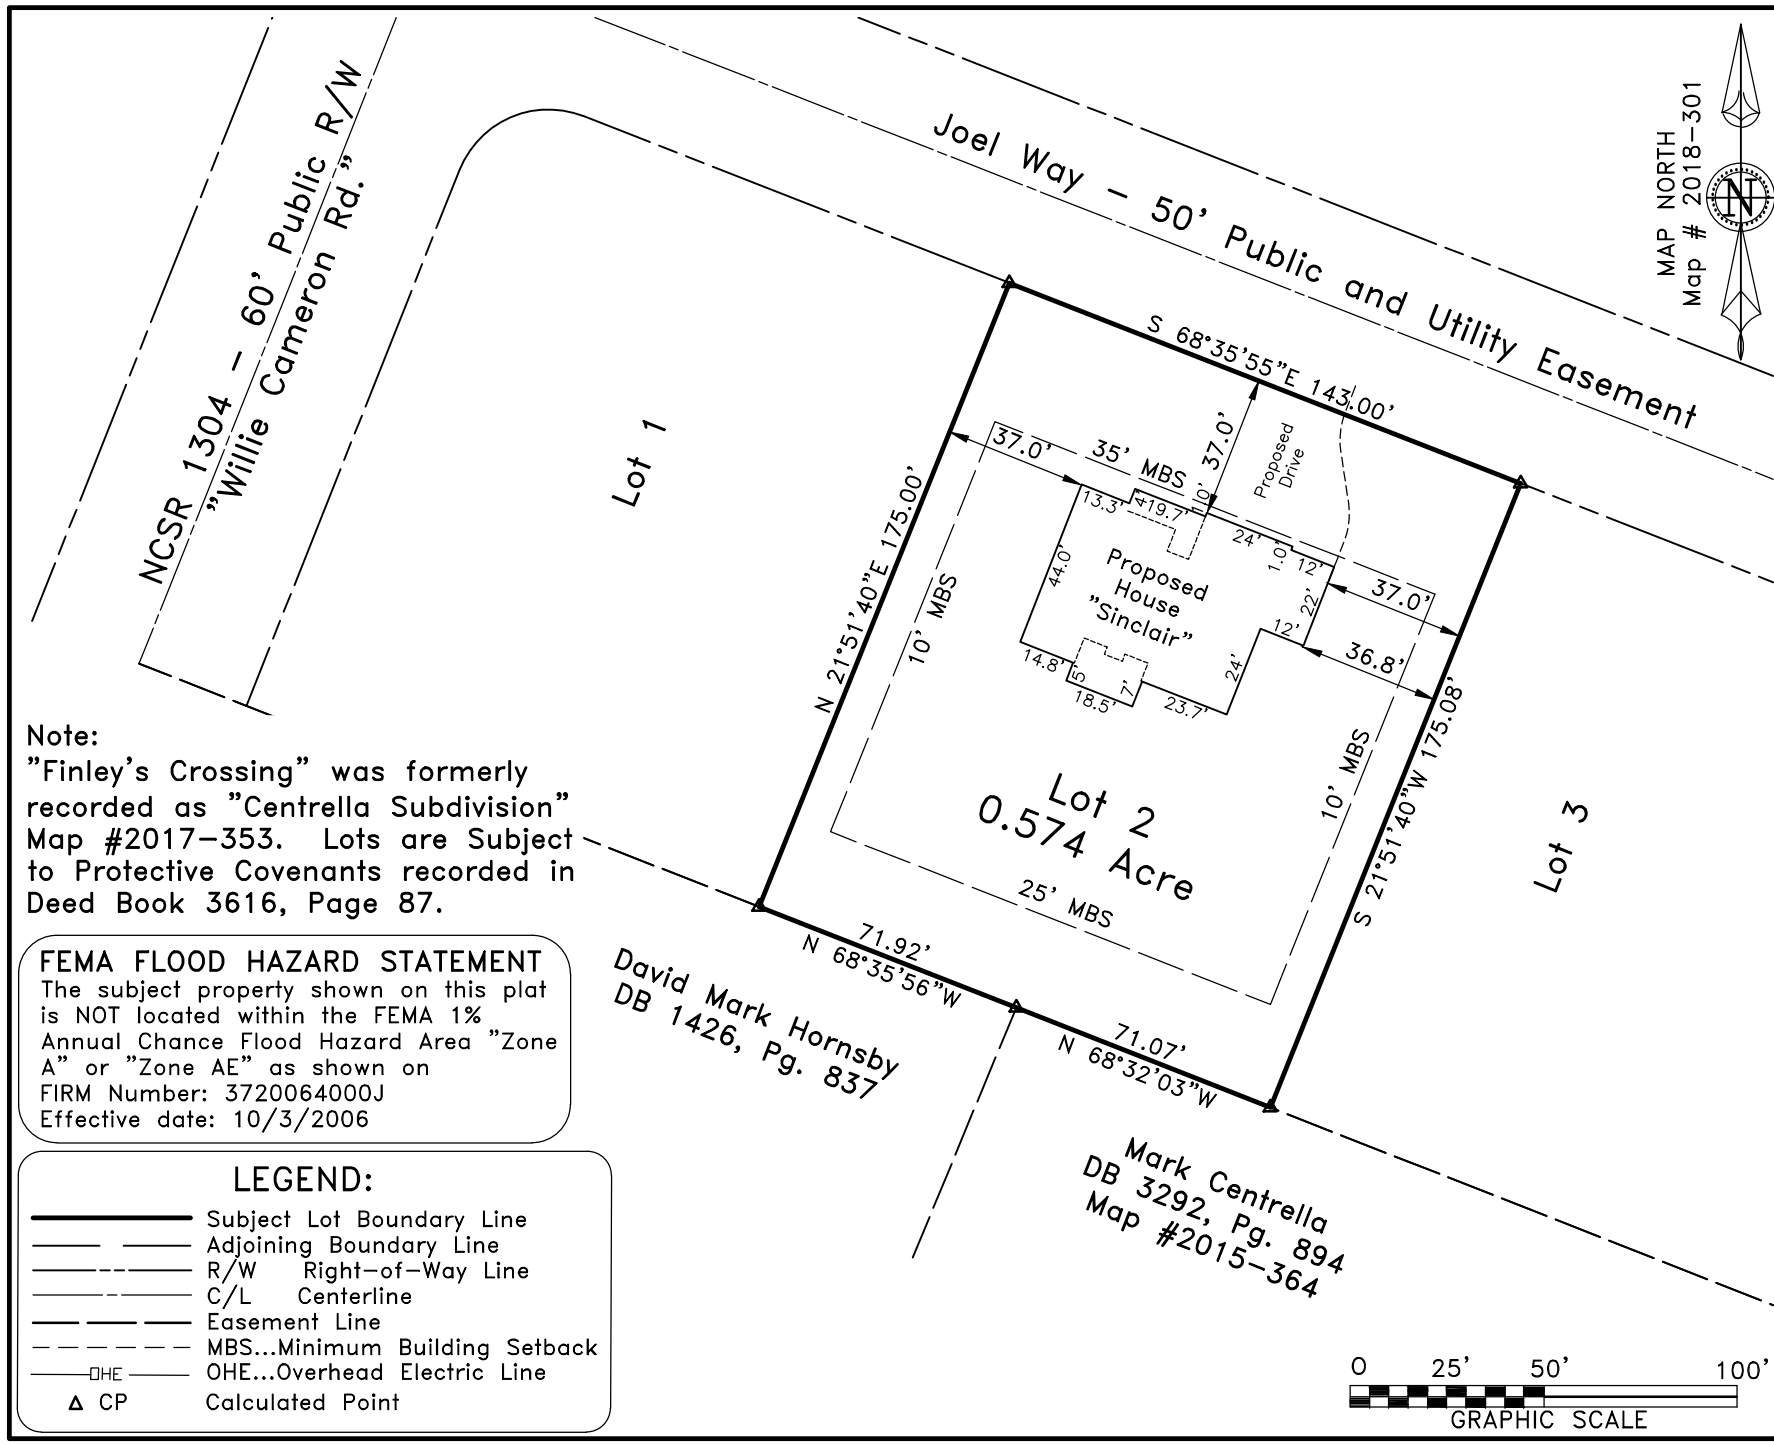 NCSR 1304 - 60' Public R/W
"Willie Cameron Rd."
Joel Way - 50' Public and Utility Easement
MAP NORTH
Map # 2018-301
N
Lot 1
S 68°35'55"E 143.00'
37.0'
35' MBS
37.0'
Proposed
Drive
13.3'
4'
19.7'
10'
24'
1.0'
12'
44.0'
Proposed
House
"Sinclair"
22'
37.0'
12'
36.8'
14.8'
5'
18.5'
7'
23.7'
24'
N 21°51'40"E 175.00'
10' MBS
10' MBS
S 21°51'40"W 175.08'
Lot 2
0.574 Acre
25' MBS
Lot 3
71.92'
N 68°35'56"W
71.07'
N 68°32'03"W
David Mark Hornsby
DB 1426, Pg. 837
Mark Centrella
DB 3292, Pg. 894
Map #2015-364
Note:
"Finley's Crossing" was formerly
recorded as "Centrella Subdivision"
Map #2017-353. Lots are Subject
to Protective Covenants recorded in
Deed Book 3616, Page 87.
FEMA FLOOD HAZARD STATEMENT
The subject property shown on this plat
is NOT located within the FEMA 1%
Annual Chance Flood Hazard Area "Zone
A" or "Zone AE" as shown on
FIRM Number: 3720064000J
Effective date: 10/3/2006
LEGEND:
Subject Lot Boundary Line
Adjoining Boundary Line
R/W Right-of-Way Line
C/L Centerline
Easement Line
MBS...Minimum Building Setback
OHE OHE...Overhead Electric Line
CP Calculated Point
0 25' 50' 100'
GRAPHIC SCALE